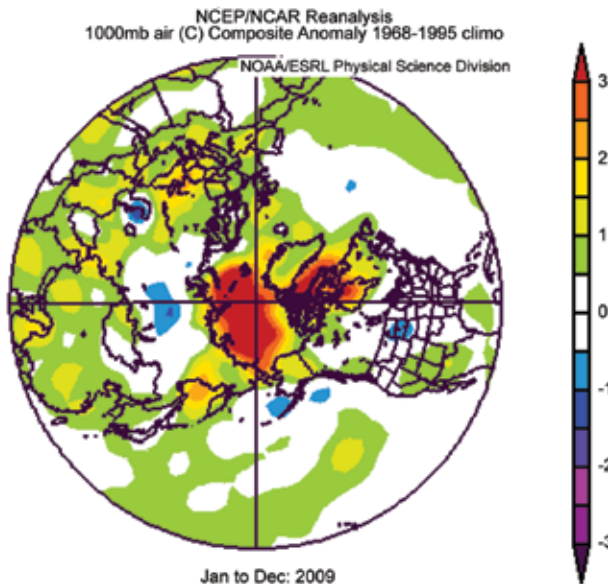 NCEP/NCAR Reanalysis
1000mb air (C) Composite Anomaly 1968-1995 climo
NOAA/ESRL Physical Science Division
3
2
1
0
-1
-2
-3
Jan to Dec: 2009